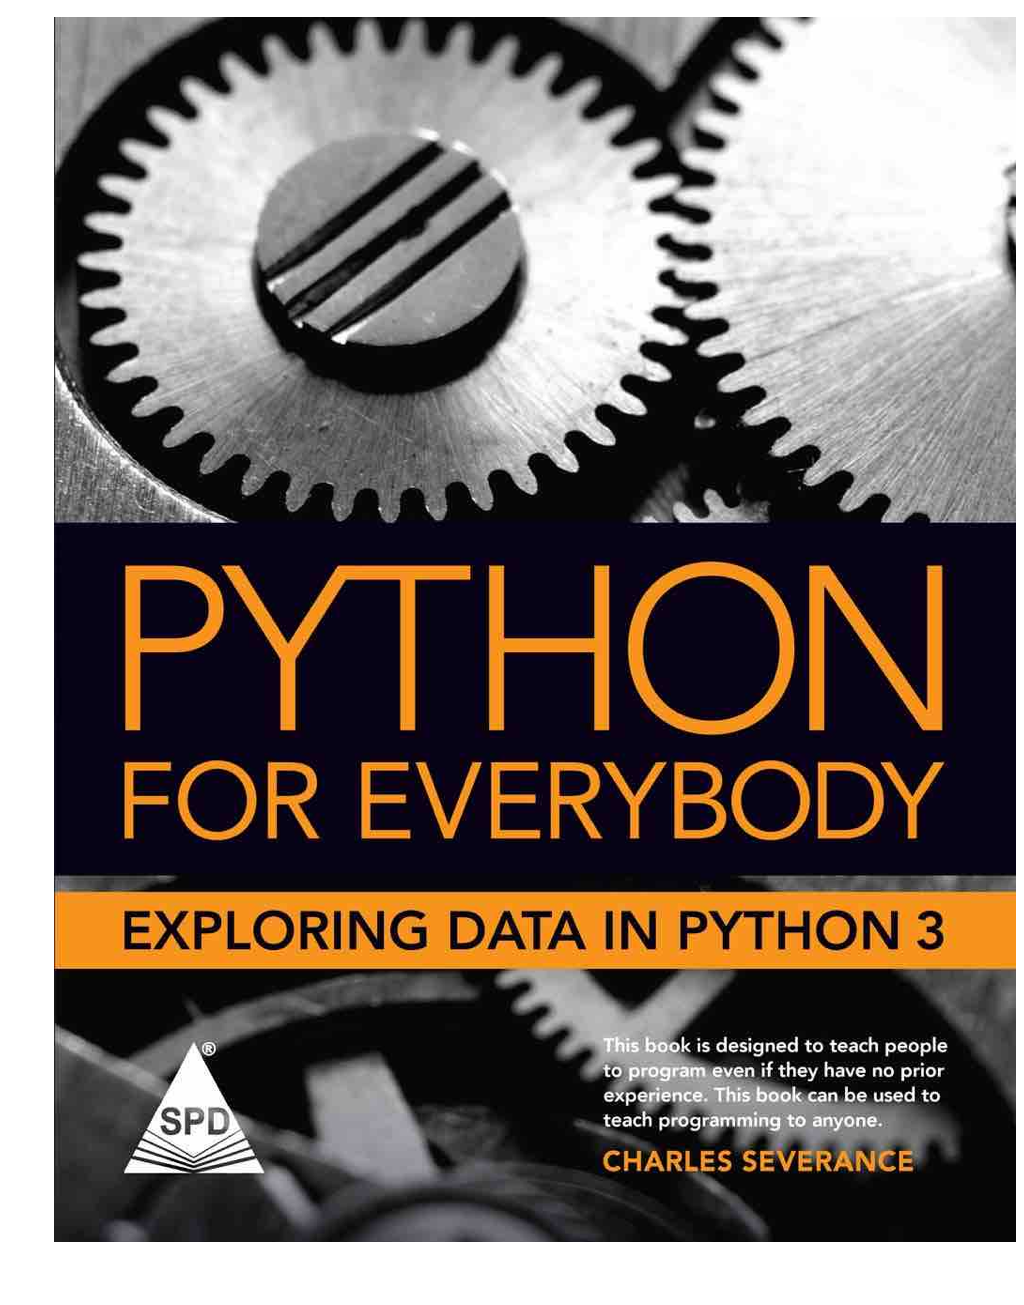 PYTHON
FOR EVERYBODY
EXPLORING DATA IN PYTHON 3
This book is designed to teach people
to program even if they have no prior
experience. This book can be used to
teach programming to anyone.
CHARLES SEVERANCE
®
SPD